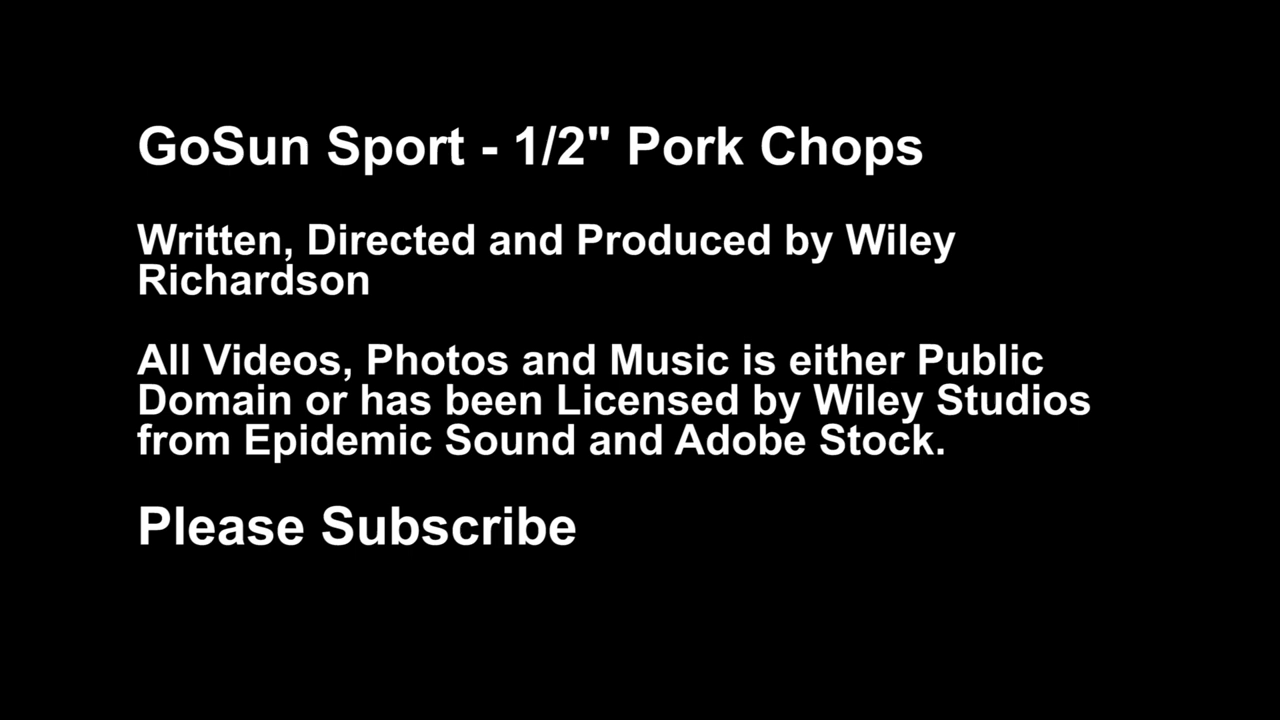 GoSun Sport - 1/2" Pork Chops
Written, Directed and Produced by Wiley
Richardson
All Videos, Photos and Music is either Public
Domain or has been Licensed by Wiley Studios
from Epidemic Sound and Adobe Stock.
Please Subscribe